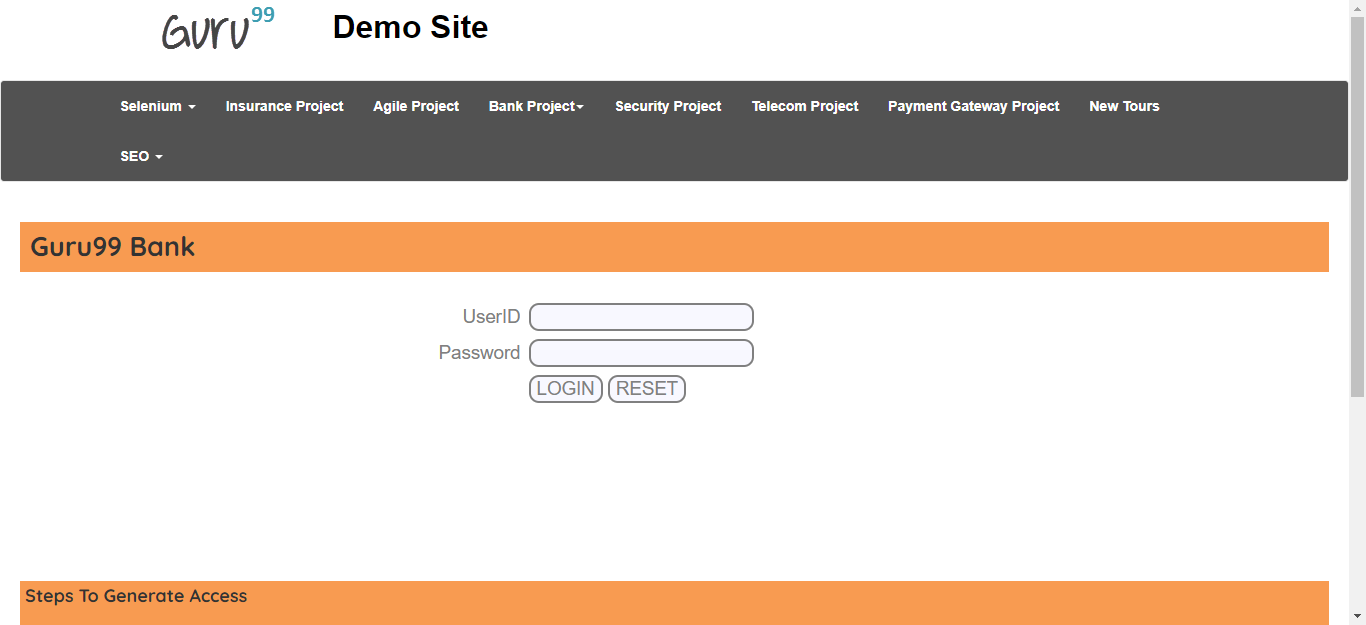 Guru99 Demo Site
Selenium Insurance Project Agile Project Bank Project Security Project Telecom Project Payment Gateway Project New Tours
SEO
Guru99 Bank
UserID
Password
LOGIN RESET
Steps To Generate Access